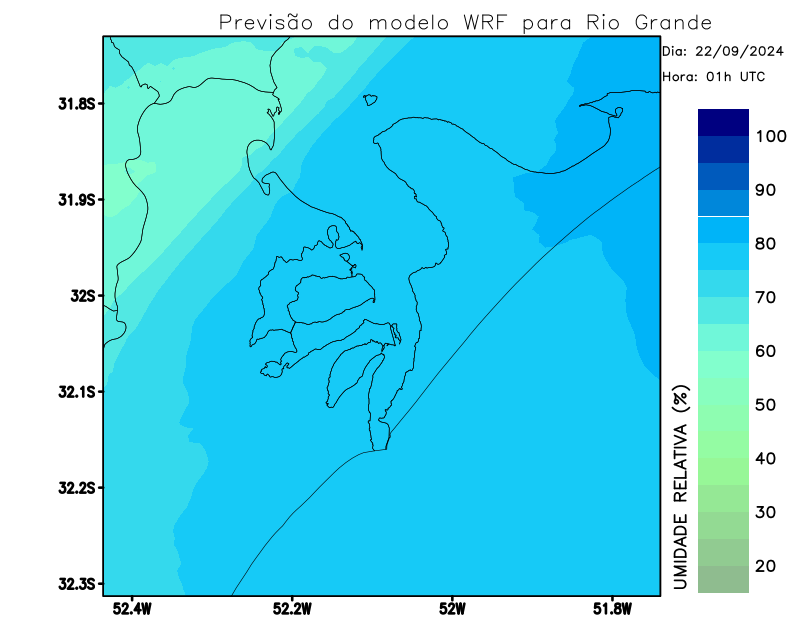 Previsão do modelo WRF para Rio Grande
Dia: 22/09/2024
Hora: 01h UTC
31.8S
31.9S
32S
32.1S
32.2S
32.3S
52.4W 52.2W 52W 51.8W
100
90
80
70
60
50
40
30
20
UMIDADE RELATIVA (%)